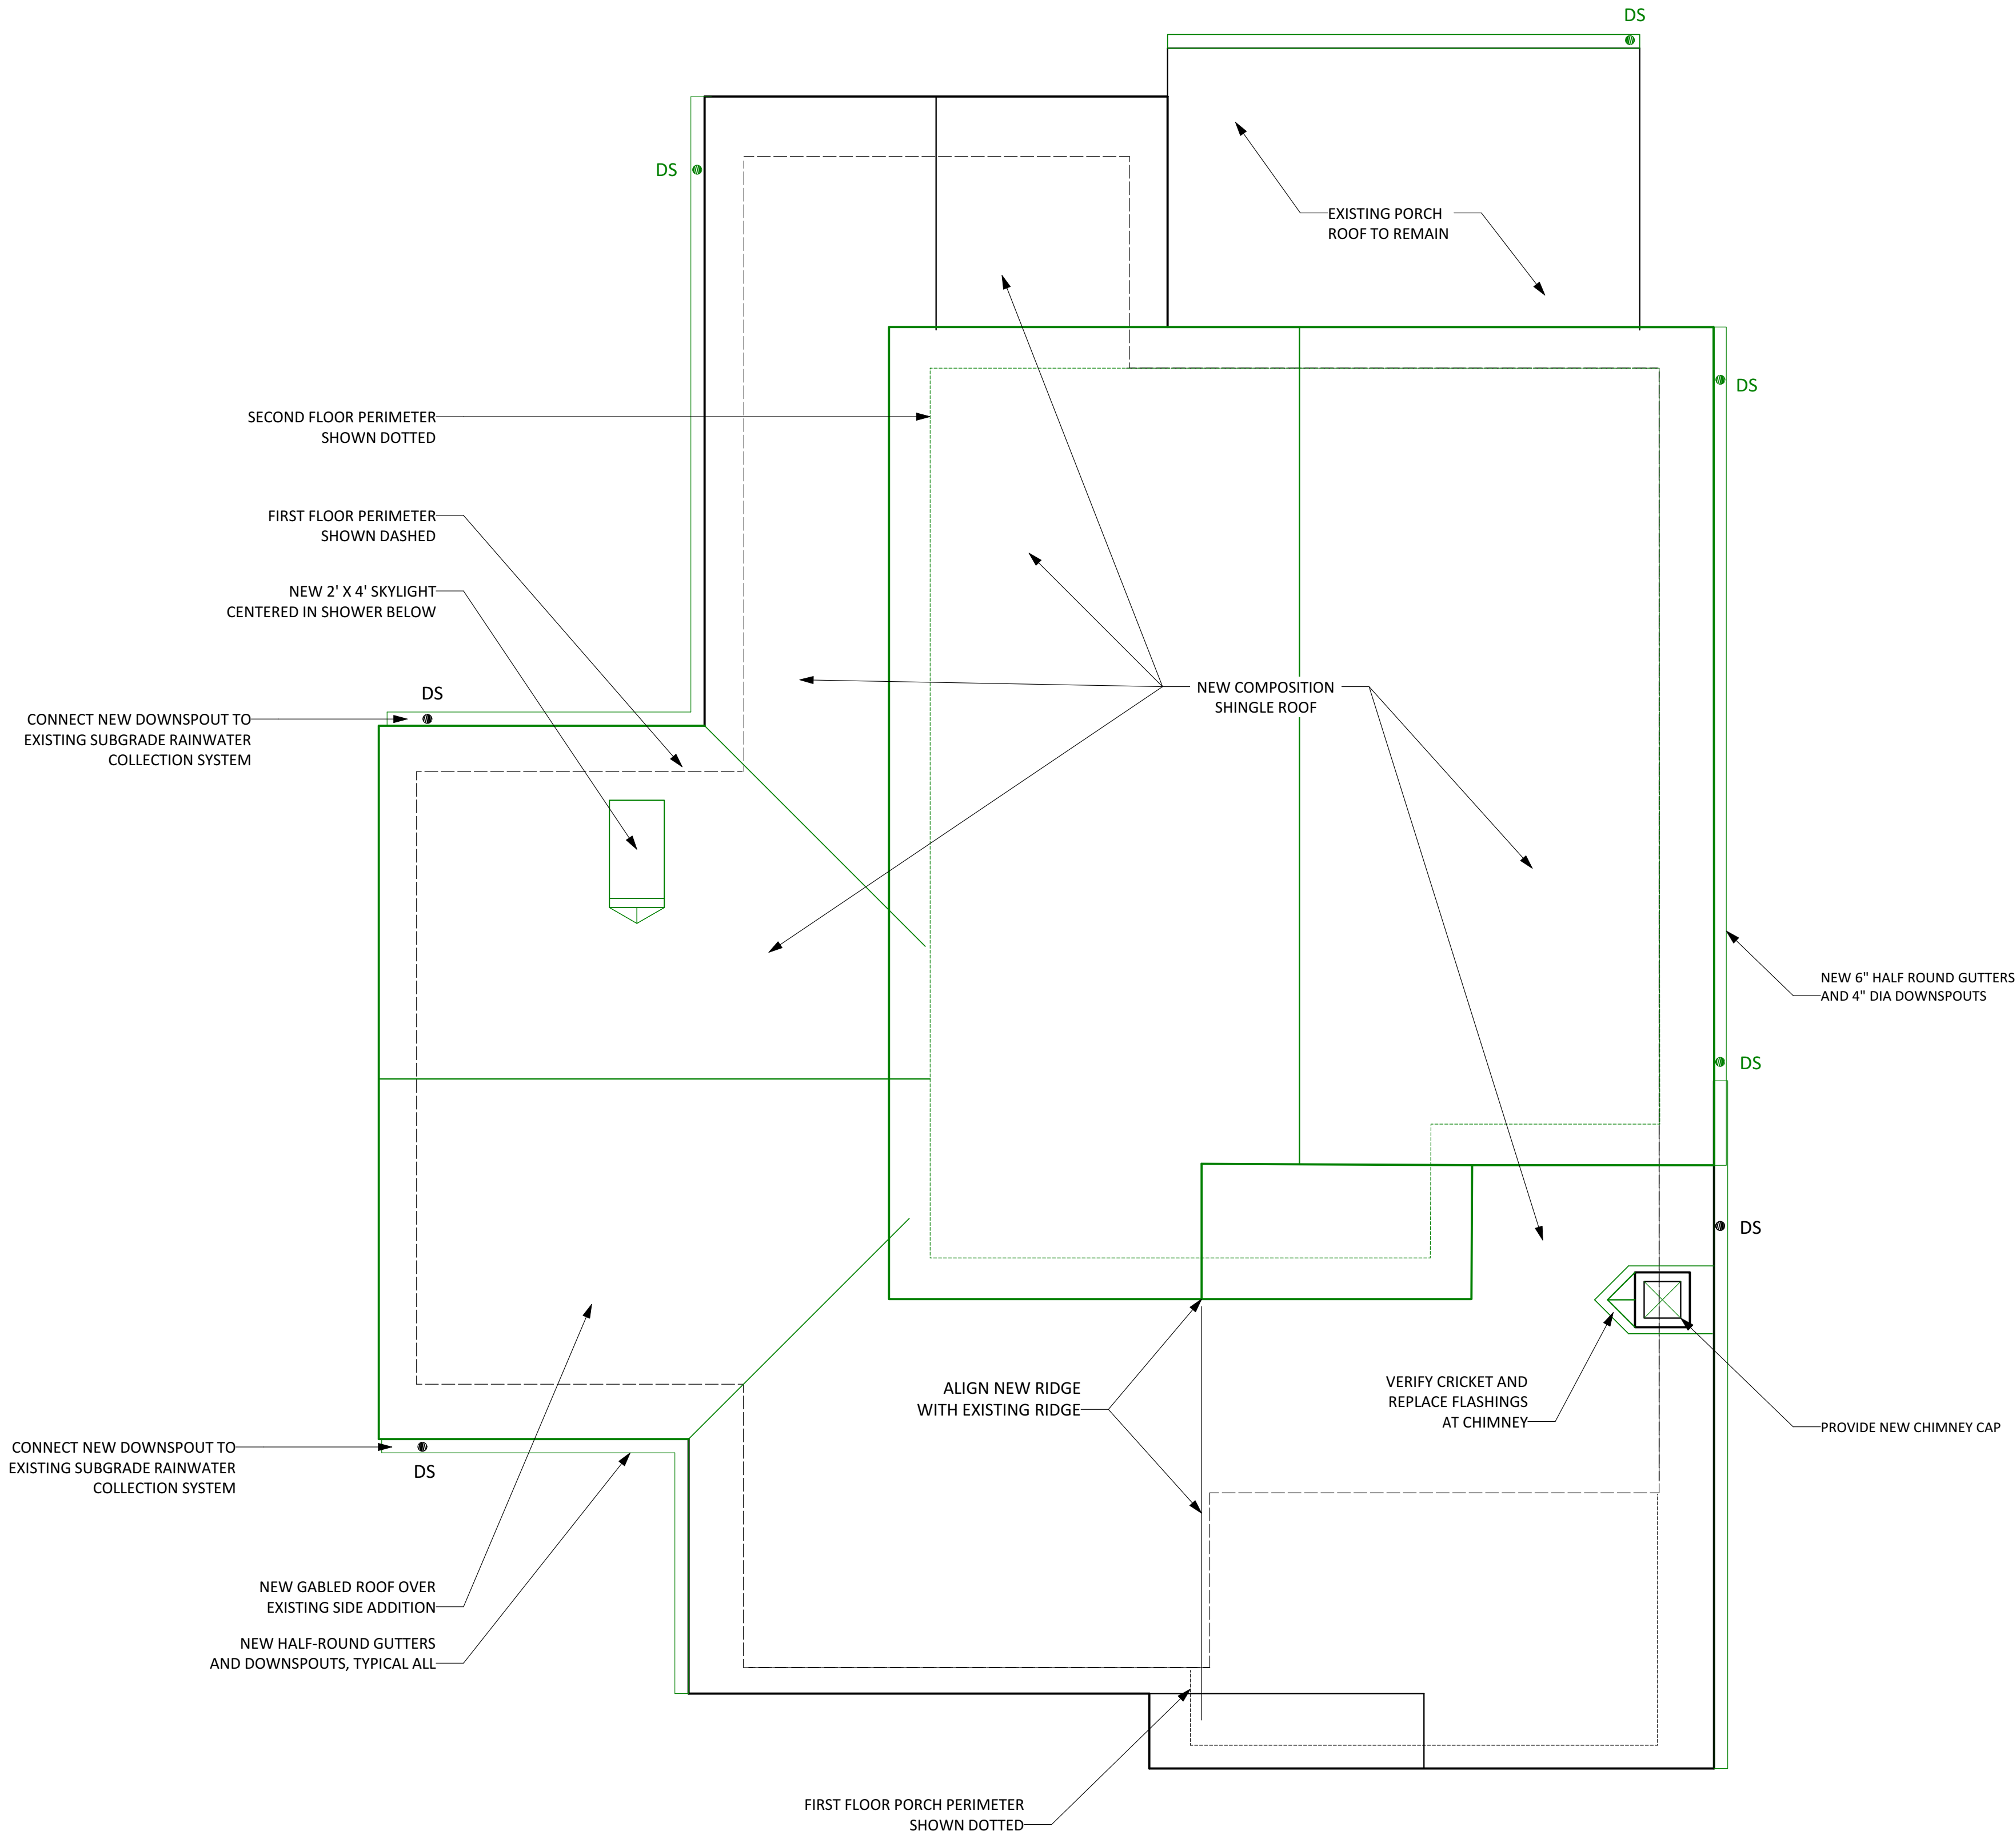 DS
DS
EXISTING PORCH
ROOF TO REMAIN
DS
SECOND FLOOR PERIMETER
SHOWN DOTTED
FIRST FLOOR PERIMETER
SHOWN DASHED
NEW 2' X 4' SKYLIGHT
CENTERED IN SHOWER BELOW
DS
CONNECT NEW DOWNSPOUT TO
EXISTING SUBGRADE RAINWATER
COLLECTION SYSTEM
NEW COMPOSITION
SHINGLE ROOF
NEW 6" HALF ROUND GUTTERS
AND 4" DIA DOWNSPOUTS
DS
DS
ALIGN NEW RIDGE
WITH EXISTING RIDGE
VERIFY CRICKET AND
REPLACE FLASHINGS
AT CHIMNEY
PROVIDE NEW CHIMNEY CAP
CONNECT NEW DOWNSPOUT TO
EXISTING SUBGRADE RAINWATER
COLLECTION SYSTEM
DS
NEW GABLED ROOF OVER
EXISTING SIDE ADDITION
NEW HALF-ROUND GUTTERS
AND DOWNSPOUTS, TYPICAL ALL
FIRST FLOOR PORCH PERIMETER
SHOWN DOTTED